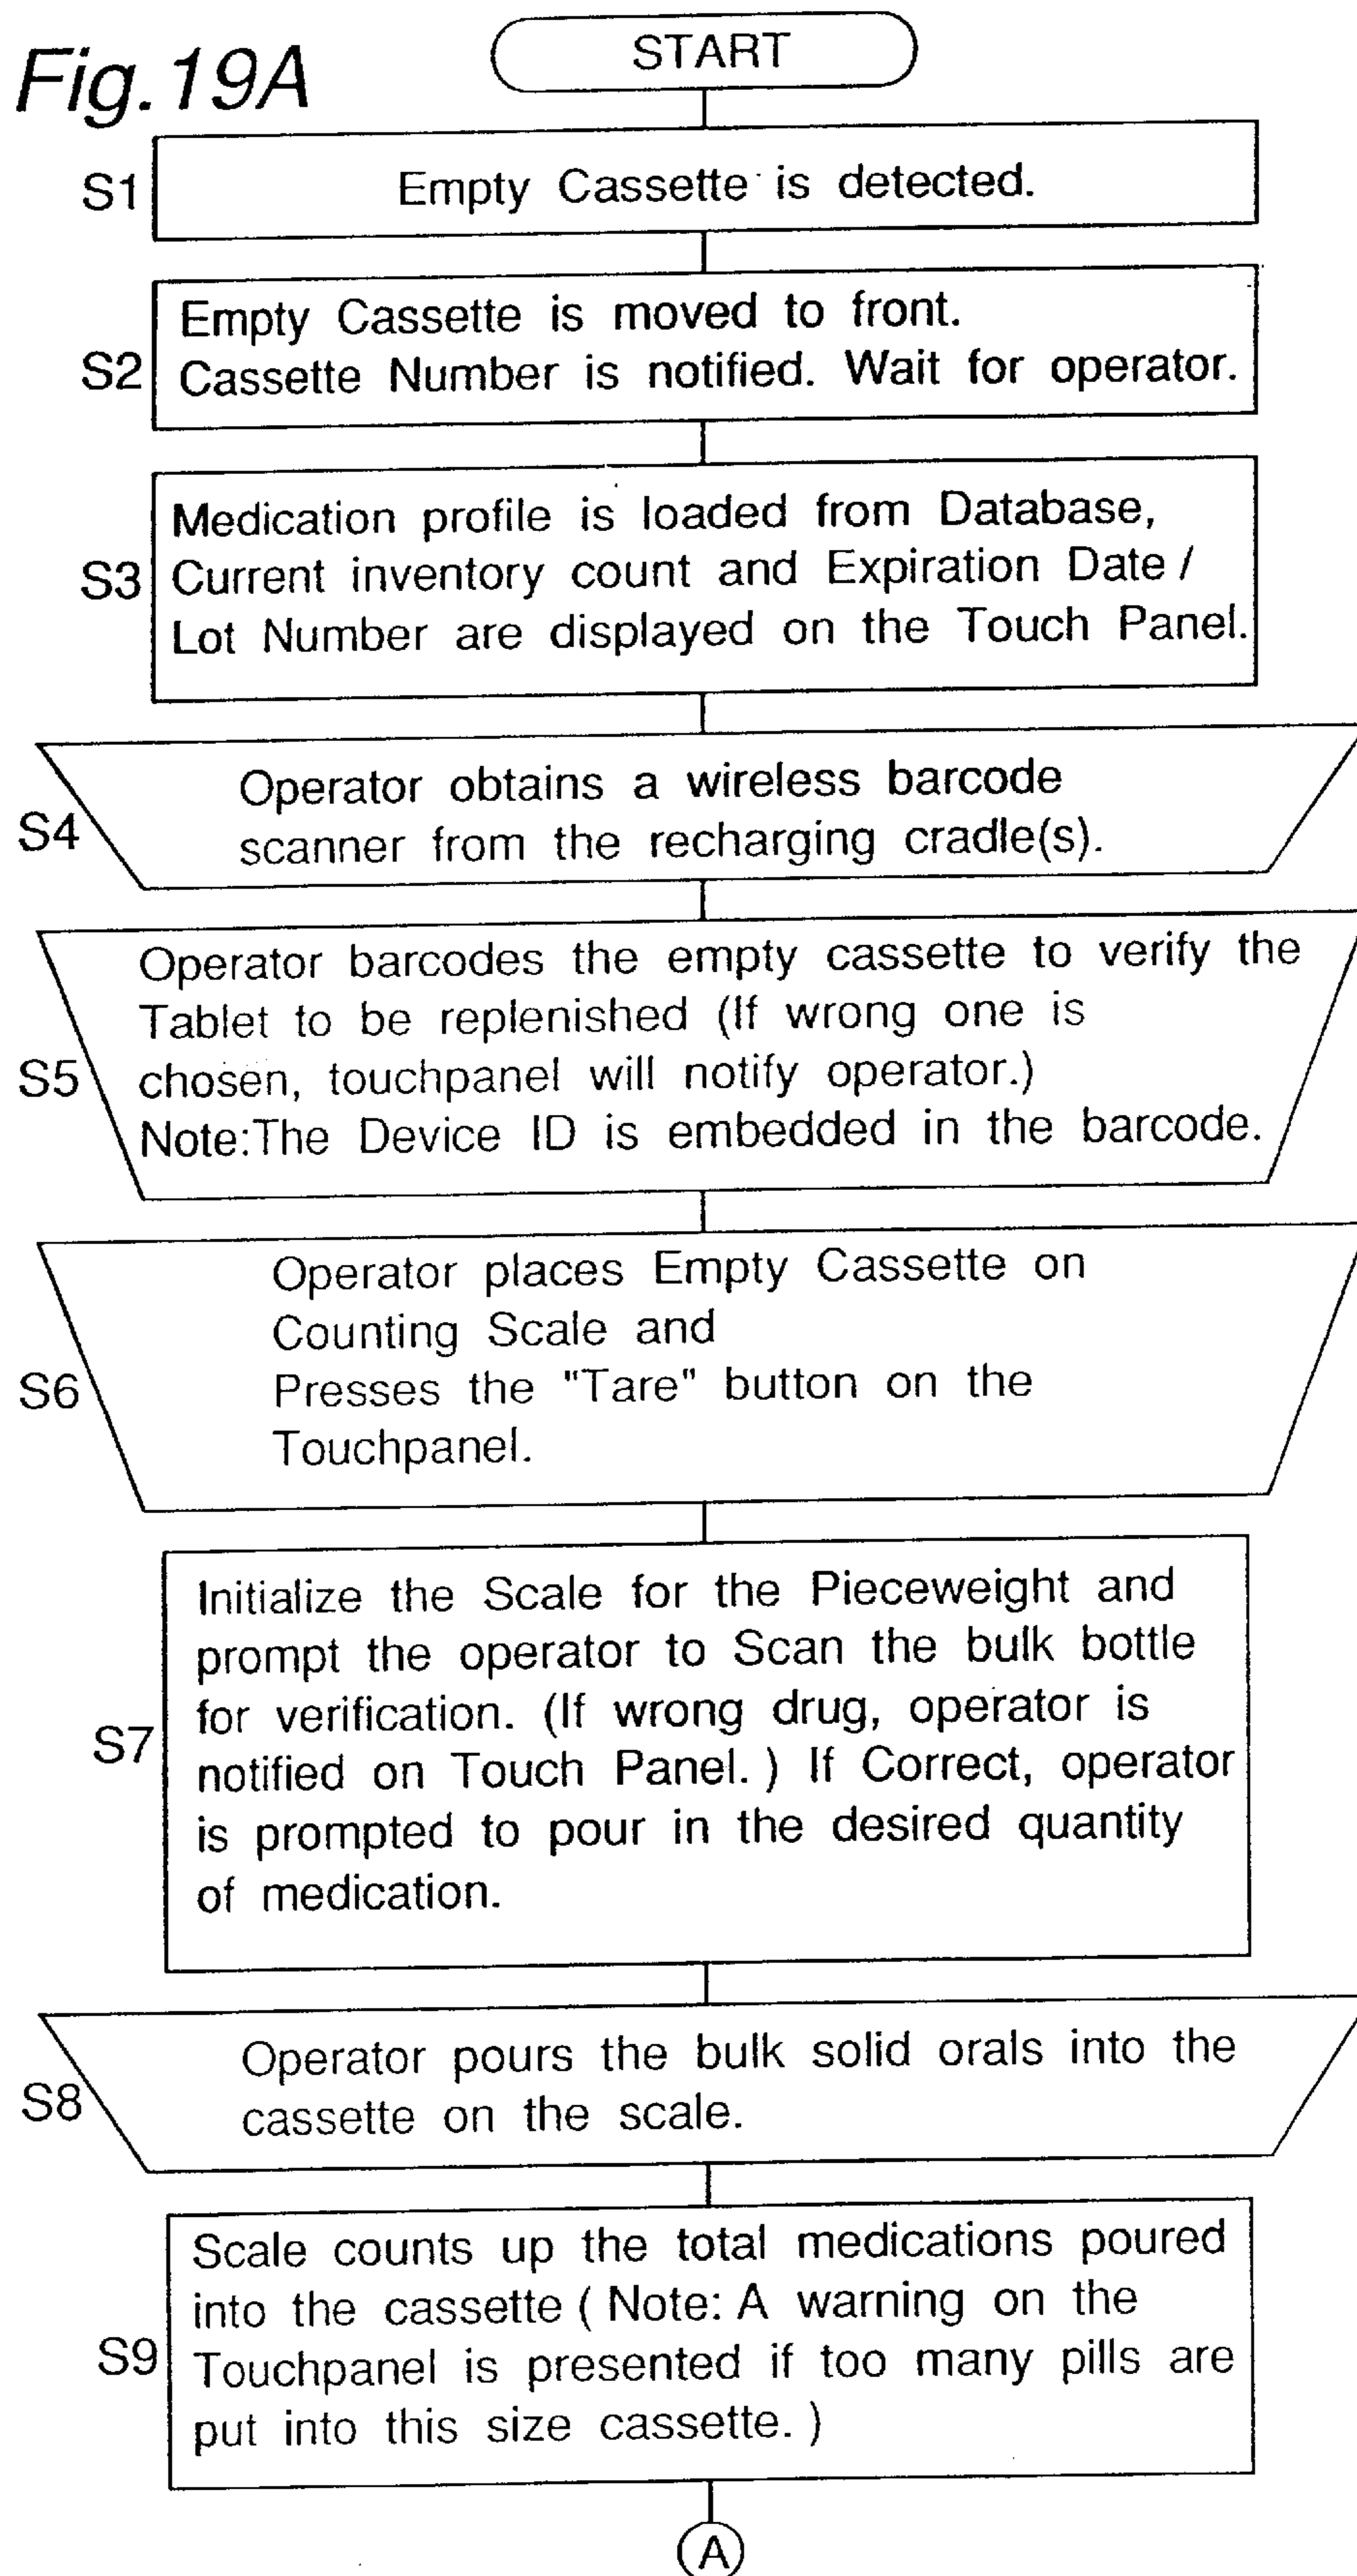 Fig.19A
START
S1
Empty Cassette is detected.
S2
Empty Cassette is moved to front.
Cassette Number is notified. Wait for operator.
S3
Medication profile is loaded from Database,
Current inventory count and Expiration Date /
Lot Number are displayed on the Touch Panel.
S4
Operator obtains a wireless barcode
scanner from the recharging cradle(s).
S5
Operator barcodes the empty cassette to verify the
Tablet to be replenished (If wrong one is
chosen, touchpanel will notify operator.)
Note:The Device ID is embedded in the barcode.
S6
Operator places Empty Cassette on
Counting Scale and
Presses the "Tare" button on the
Touchpanel.
S7
Initialize the Scale for the Pieceweight and
prompt the operator to Scan the bulk bottle
for verification. (If wrong drug, operator is
notified on Touch Panel. ) If Correct, operator
is prompted to pour in the desired quantity
of medication.
S8
Operator pours the bulk solid orals into the
cassette on the scale.
S9
Scale counts up the total medications poured
into the cassette ( Note: A warning on the
Touchpanel is presented if too many pills are
put into this size cassette. )
A